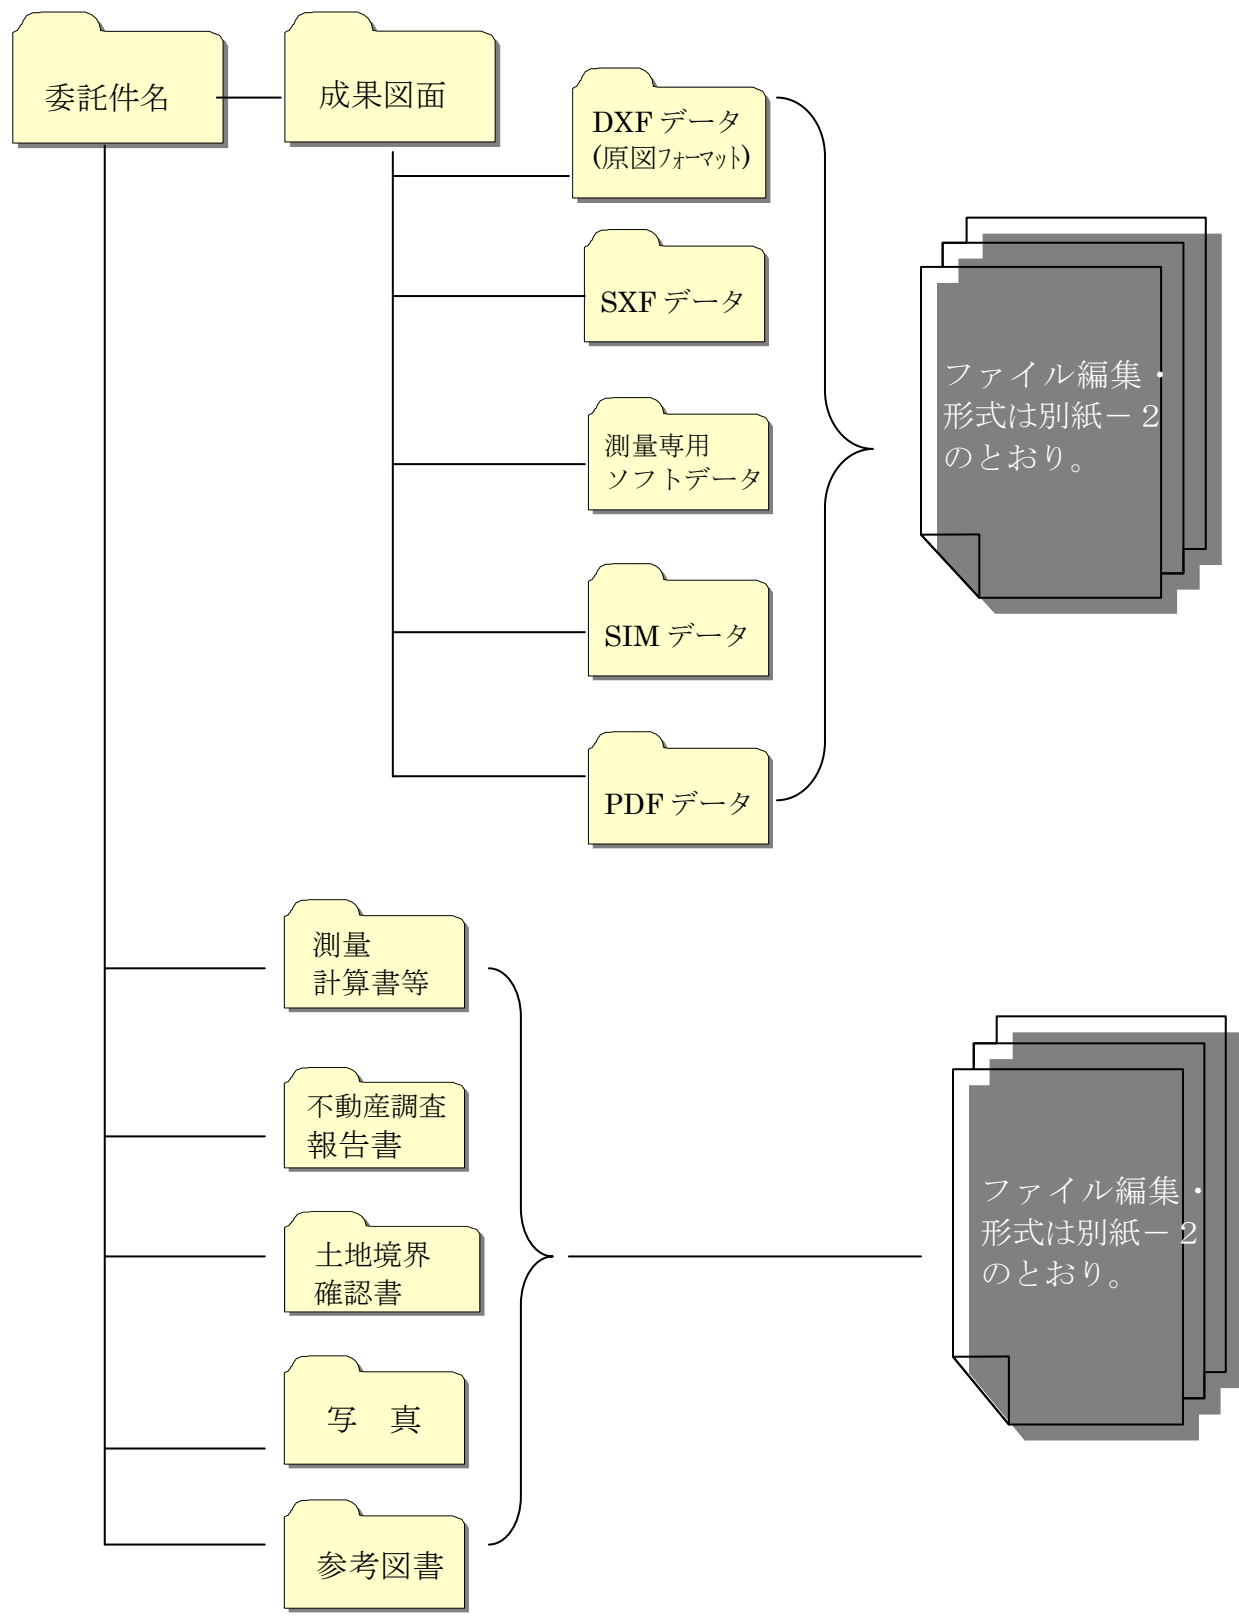 委託件名
成果図面
DXF データ
(原図フォーマット)
SXF データ
測量専用
ソフトデータ
SIM データ
PDF データ
ファイル編集・
形式は別紙－２
のとおり。
測量
計算書等
不動産調査
報告書
土地境界
確認書
写　真
参考図書
ファイル編集・
形式は別紙－２
のとおり。